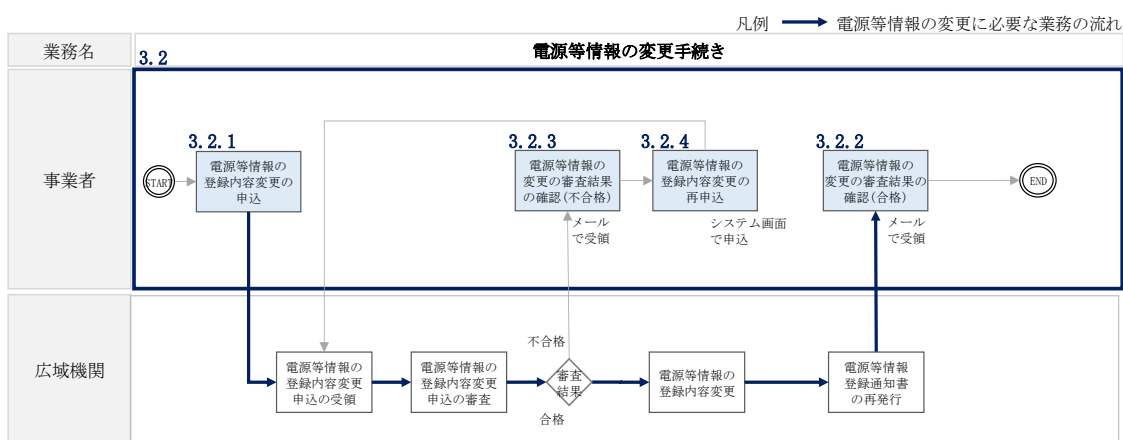 凡例 電源等情報の変更に必要な業務の流れ
業務名
3.2
電源等情報の変更手続き
事業者
START
3.2.1
電源等情報の
登録内容変更の
申込
3.2.3
電源等情報の
変更の審査結果
の確認(不合格)
メール
で受領
3.2.4
電源等情報の
登録内容変更の
再申込
システム画面
で申込
3.2.2
電源等情報の
変更の審査結果の
確認(合格)
メール
で受領
END
広域機関
電源等情報の
登録内容変更
申込の受領
電源等情報の
登録内容変更
申込の審査
不合格
審査
結果
合格
電源等情報の
登録内容変更
電源等情報
登録通知書
の再発行